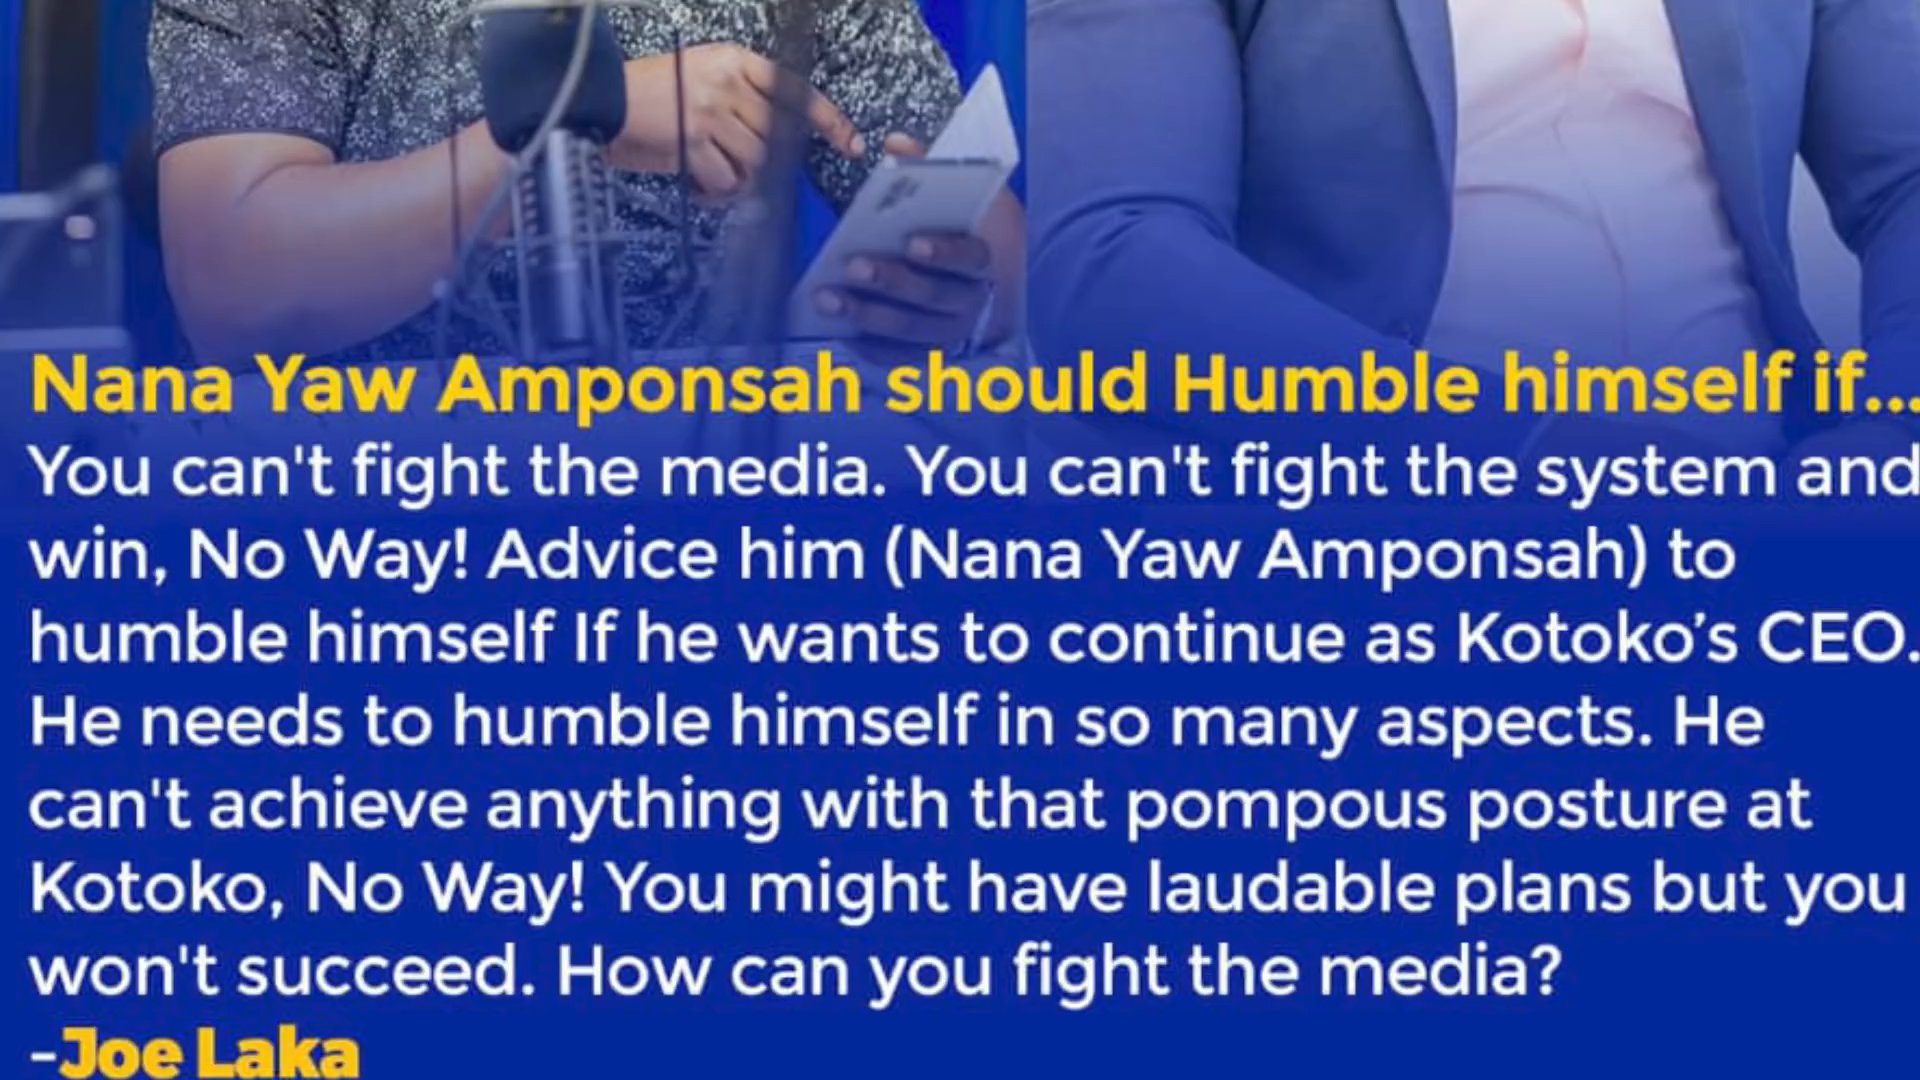 Nana Yaw Amponsah should Humble himself if...
You can't fight the media. You can't fight the system and
win, No Way! Advice him (Nana Yaw Amponsah) to
humble himself If he wants to continue as Kotoko’s CEO.
He needs to humble himself in so many aspects. He
can't achieve anything with that pompous posture at
Kotoko, No Way! You might have laudable plans but you
won't succeed. How can you fight the media?
-Joe Laka